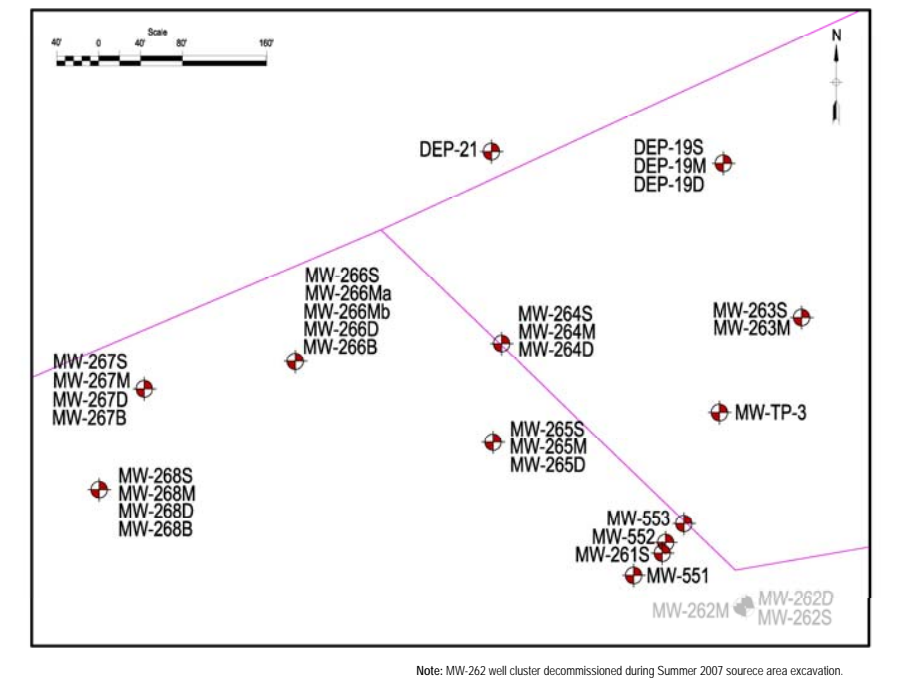 Scale
40' 0 40' 80' 160'
N
DEP-21
DEP-19S
DEP-19M
DEP-19D
MW-266S
MW-266Ma
MW-266Mb
MW-266D
MW-266B
MW-264S
MW-264M
MW-264D
MW-263S
MW-263M
MW-267S
MW-267M
MW-267D
MW-267B
MW-TP-3
MW-265S
MW-265M
MW-265D
MW-268S
MW-268M
MW-268D
MW-268B
MW-553
MW-552
MW-261S
MW-551
MW-262M
MW-262D
MW-262S
Note: MW-262 well cluster decommissioned during Summer 2007 sourece area excavation.